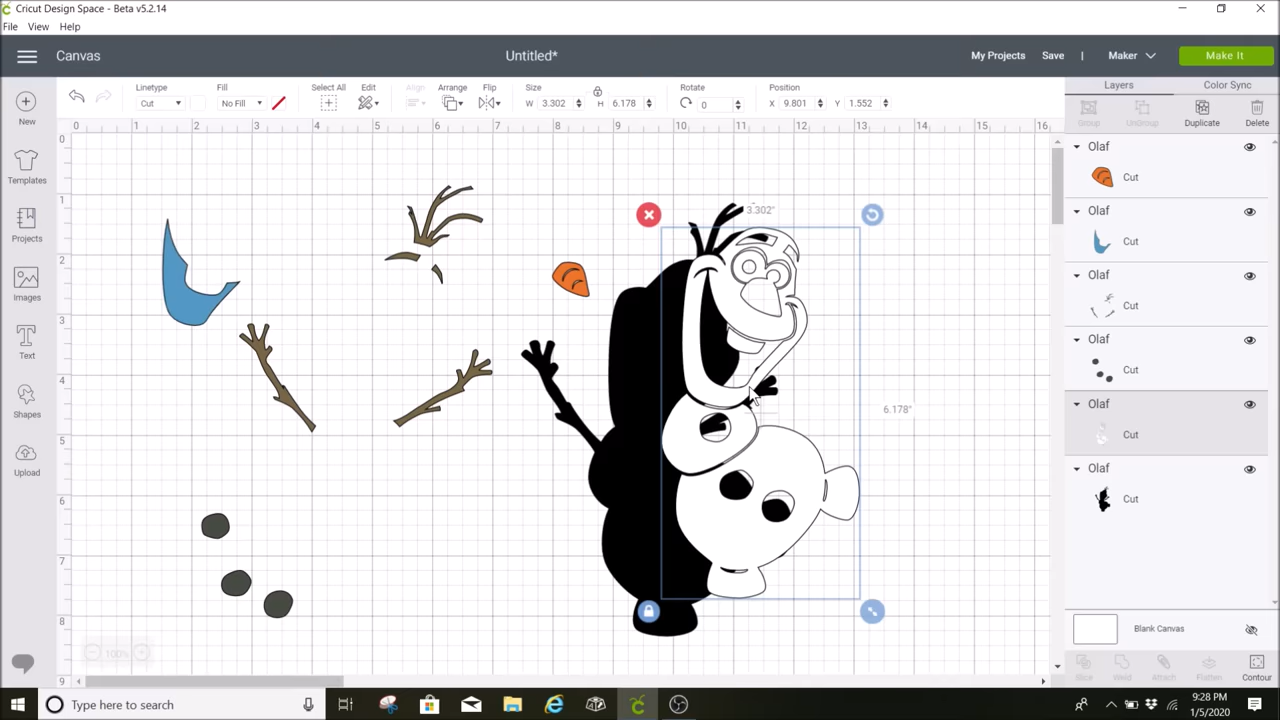 Cricut Design Space - Beta v5.2.14
File View Help
Canvas Untitled* My Projects Save | Maker Make It
Linetype Fill Select All Edit Align Arrange Flip Size Rotate Position
Cut No Fill W 3.302 H 6.178 0 X 9.801 Y 1.552
Layers Color Sync
Group UnGroup Duplicate Delete
New
Templates
Projects
Images
Text
Shapes
Upload
0 1 2 3 4 5 6 7 8 9 10 11 12 13 14 15 16
0
1
2
3
4
5
6
7
8
9
3.302"
6.178"
100%
Olaf
Cut
Olaf
Cut
Olaf
Cut
Olaf
Cut
Olaf
Cut
Olaf
Cut
Blank Canvas
Slice Weld Attach Flatten Contour
Type here to search
9:28 PM
1/5/2020